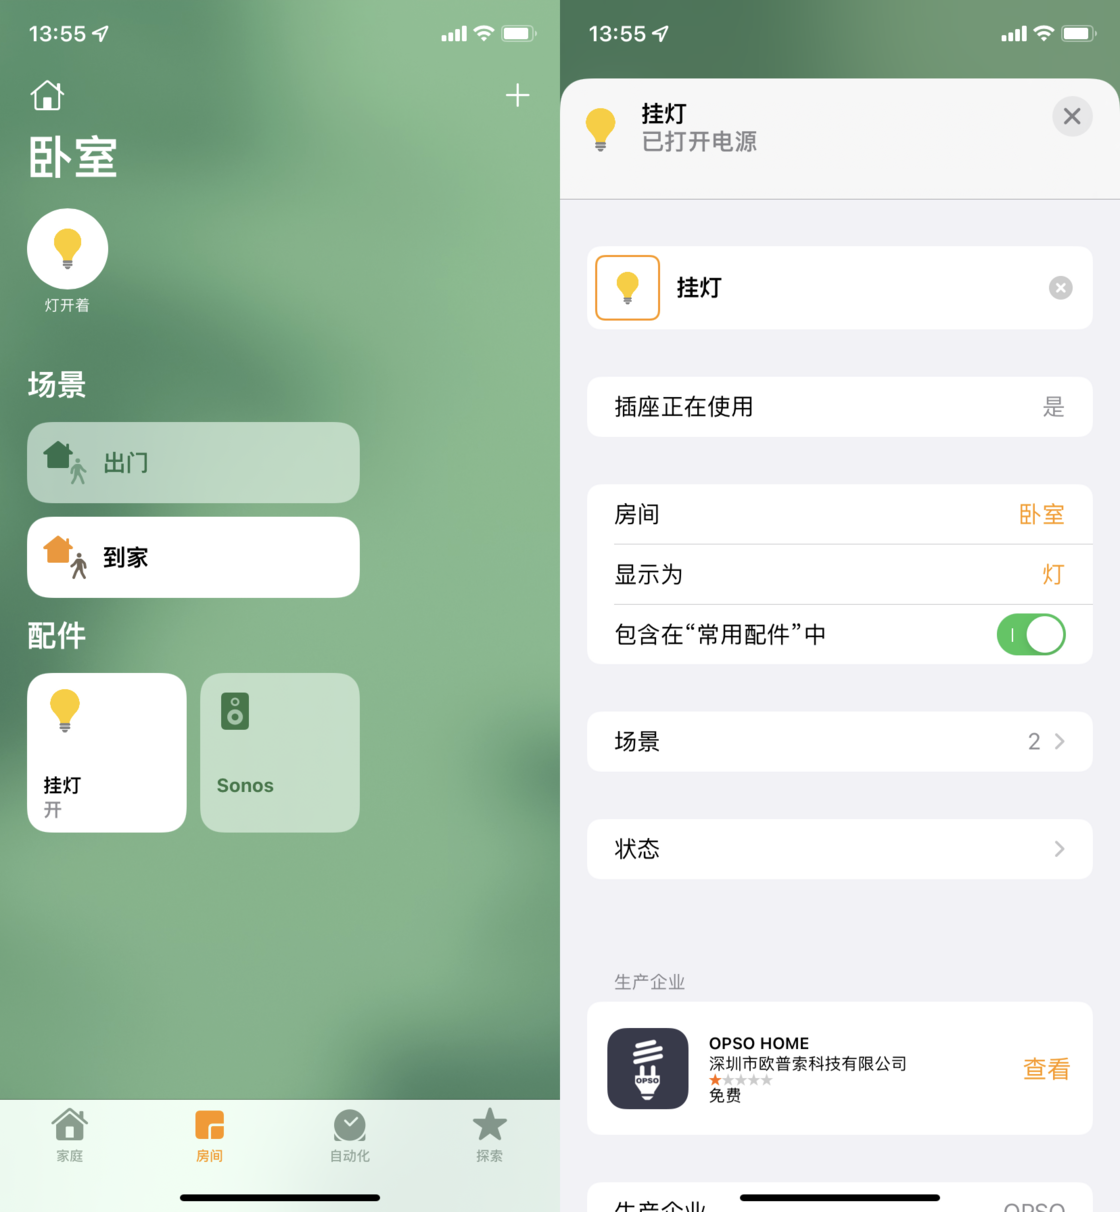 13:55
卧室
灯开着
场景
出门
到家
配件
挂灯
开
Sonos
家庭
房间
自动化
探索
13:55
挂灯
已打开电源
挂灯
插座正在使用
是
房间
卧室
显示为
灯
包含在“常用配件”中
场景
2
状态
生产企业
OPSO
OPSO HOME
深圳市欧普索科技有限公司
免费
查看
生产企业
OPSO